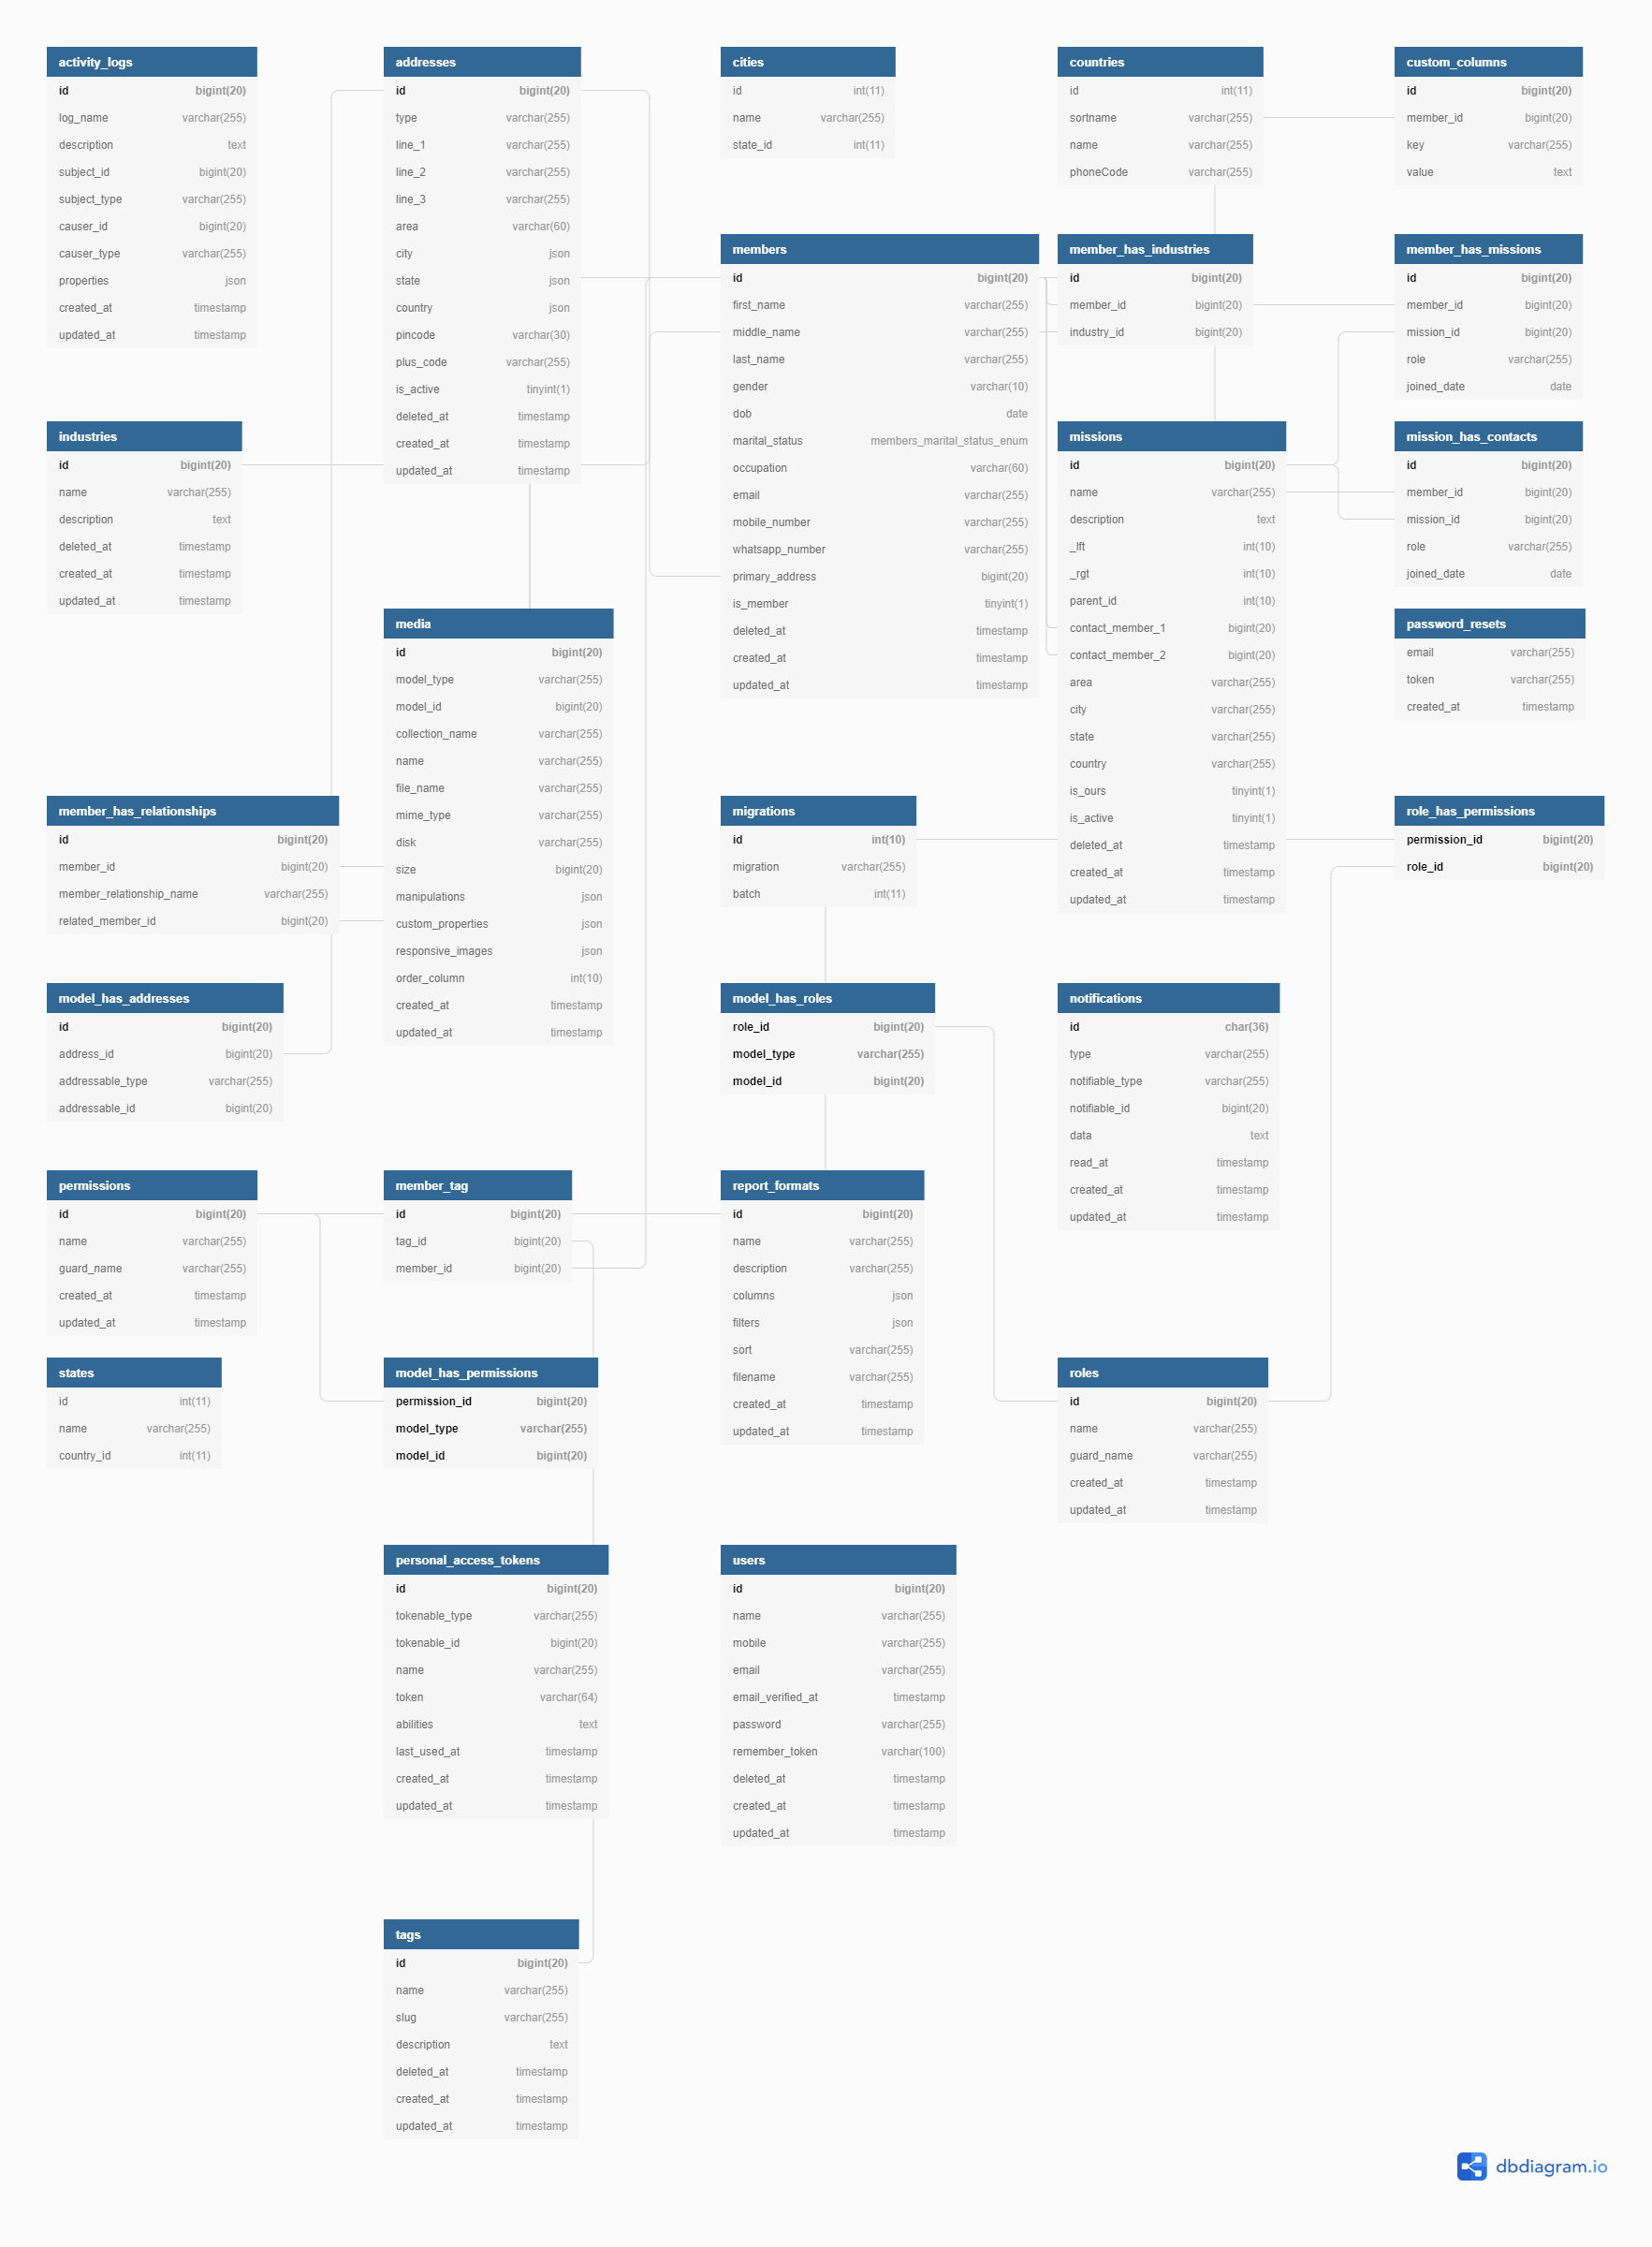 activity_logs
id bigint(20)
log_name varchar(255)
description text
subject_id bigint(20)
subject_type varchar(255)
causer_id bigint(20)
causer_type varchar(255)
properties json
created_at timestamp
updated_at timestamp
addresses
id bigint(20)
type varchar(255)
line_1 varchar(255)
line_2 varchar(255)
line_3 varchar(255)
area varchar(60)
city json
state json
country json
pincode varchar(30)
plus_code varchar(255)
is_active tinyint(1)
deleted_at timestamp
created_at timestamp
updated_at timestamp
cities
id int(11)
name varchar(255)
state_id int(11)
countries
id int(11)
sortname varchar(255)
name varchar(255)
phoneCode varchar(255)
custom_columns
id bigint(20)
member_id bigint(20)
key varchar(255)
value text
members
id bigint(20)
first_name varchar(255)
middle_name varchar(255)
last_name varchar(255)
gender varchar(10)
dob date
marital_status members_marital_status_enum
occupation varchar(60)
email varchar(255)
mobile_number varchar(255)
whatsapp_number varchar(255)
primary_address bigint(20)
is_member tinyint(1)
deleted_at timestamp
created_at timestamp
updated_at timestamp
member_has_industries
id bigint(20)
member_id bigint(20)
industry_id bigint(20)
member_has_missions
id bigint(20)
member_id bigint(20)
mission_id bigint(20)
role varchar(255)
joined_date date
industries
id bigint(20)
name varchar(255)
description text
deleted_at timestamp
created_at timestamp
updated_at timestamp
missions
id bigint(20)
name varchar(255)
description text
_lft int(10)
_rgt int(10)
parent_id int(10)
contact_member_1 bigint(20)
contact_member_2 bigint(20)
area varchar(255)
city varchar(255)
state varchar(255)
country varchar(255)
is_ours tinyint(1)
is_active tinyint(1)
deleted_at timestamp
created_at timestamp
updated_at timestamp
mission_has_contacts
id bigint(20)
member_id bigint(20)
mission_id bigint(20)
role varchar(255)
joined_date date
media
id bigint(20)
model_type varchar(255)
model_id bigint(20)
collection_name varchar(255)
name varchar(255)
file_name varchar(255)
mime_type varchar(255)
disk varchar(255)
size bigint(20)
manipulations json
custom_properties json
responsive_images json
order_column int(10)
created_at timestamp
updated_at timestamp
password_resets
email varchar(255)
token varchar(255)
created_at timestamp
member_has_relationships
id bigint(20)
member_id bigint(20)
member_relationship_name varchar(255)
related_member_id bigint(20)
migrations
id int(10)
migration varchar(255)
batch int(11)
role_has_permissions
permission_id bigint(20)
role_id bigint(20)
model_has_addresses
id bigint(20)
address_id bigint(20)
addressable_type varchar(255)
addressable_id bigint(20)
model_has_roles
role_id bigint(20)
model_type varchar(255)
model_id bigint(20)
notifications
id char(36)
type varchar(255)
notifiable_type varchar(255)
notifiable_id bigint(20)
data text
read_at timestamp
created_at timestamp
updated_at timestamp
permissions
id bigint(20)
name varchar(255)
guard_name varchar(255)
created_at timestamp
updated_at timestamp
member_tag
id bigint(20)
tag_id bigint(20)
member_id bigint(20)
report_formats
id bigint(20)
name varchar(255)
description varchar(255)
columns json
filters json
sort varchar(255)
filename varchar(255)
created_at timestamp
updated_at timestamp
states
id int(11)
name varchar(255)
country_id int(11)
model_has_permissions
permission_id bigint(20)
model_type varchar(255)
model_id bigint(20)
roles
id bigint(20)
name varchar(255)
guard_name varchar(255)
created_at timestamp
updated_at timestamp
personal_access_tokens
id bigint(20)
tokenable_type varchar(255)
tokenable_id bigint(20)
name varchar(255)
token varchar(64)
abilities text
last_used_at timestamp
created_at timestamp
updated_at timestamp
users
id bigint(20)
name varchar(255)
mobile varchar(255)
email varchar(255)
email_verified_at timestamp
password varchar(255)
remember_token varchar(100)
deleted_at timestamp
created_at timestamp
updated_at timestamp
tags
id bigint(20)
name varchar(255)
slug varchar(255)
description text
deleted_at timestamp
created_at timestamp
updated_at timestamp
dbdiagram.io